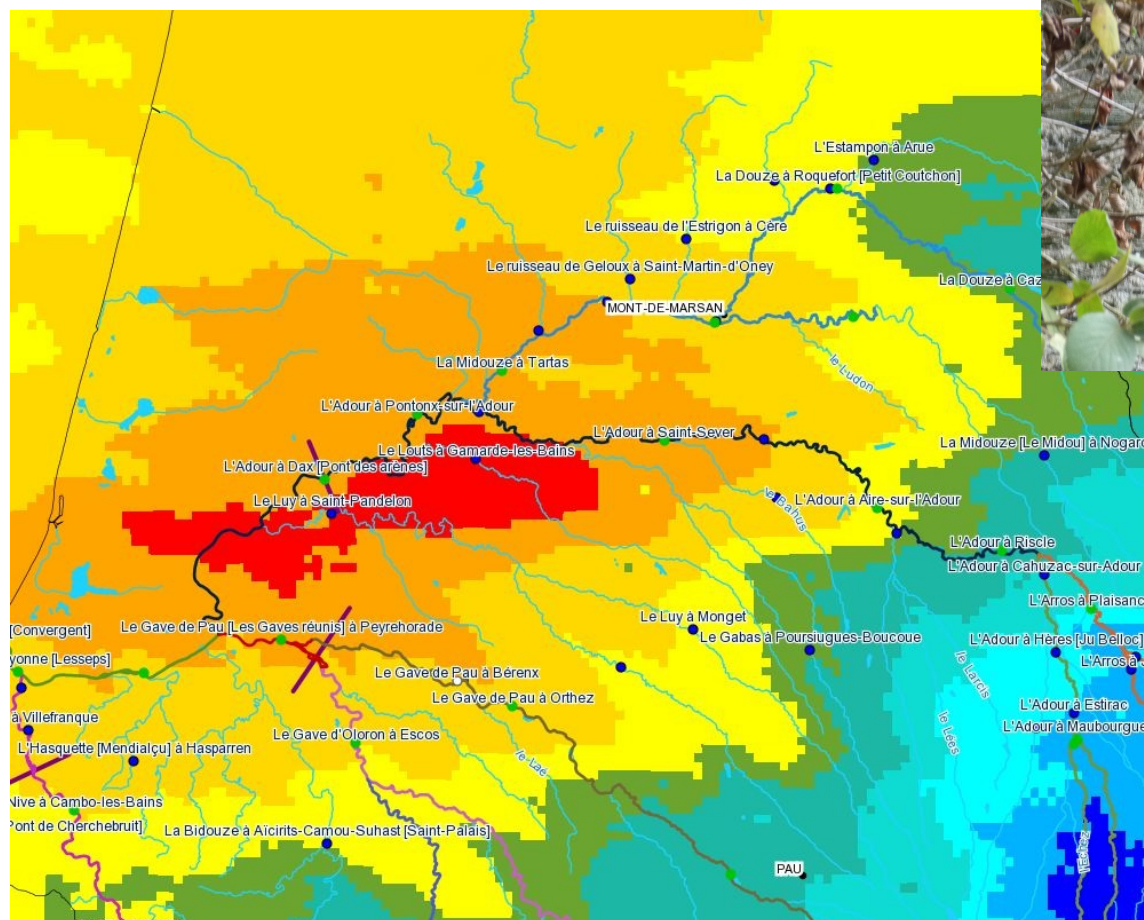 L'Estampon à Arue
La Douze à Roquefort [Petit Coutchon]
Le ruisseau de l'Estrigon à Cère
Le ruisseau de Geloux à Saint-Martin-d'Oney
La Douze à Caz
MONT-DE-MARSAN
le Ludon
La Midouze à Tartas
L'Adour à Pontonx-sur-l'Adour
L'Adour à Saint-Sever
La Midouze [Le Midou] à Nogaro
Le Louts à Gamarde-les-Bains
L'Adour à Dax [Pont des arènes]
Le Luy à Saint-Pandelon
le Bahus
L'Adour à Aire-sur-l'Adour
L'Adour à Riscle
L'Adour à Cahuzac-sur-Adour
L'Arros à Plaisanc
Le Luy à Monget
Le Gabas à Poursiugues-Boucoue
L'Adour à Hères [Ju Belloc]
L'Arros à J
[Convergent]
Le Gave de Pau [Les Gaves réunis] à Peyrehorade
yonne [Lesseps]
Le Gave de Pau à Bérenx
le Larcis
Le Gave de Pau à Orthez
L'Adour à Estirac
à Villefranque
L'Adour à Maubourgue
Le Gave d'Oloron à Escos
le Lées
L'Hasquette [Mendialçu] à Hasparren
le Laà
Nive à Cambo-les-Bains
Pont de Cherchebruit]
La Bidouze à Aïcirits-Camou-Suhast [Saint-Palais]
l'Echez
PAU